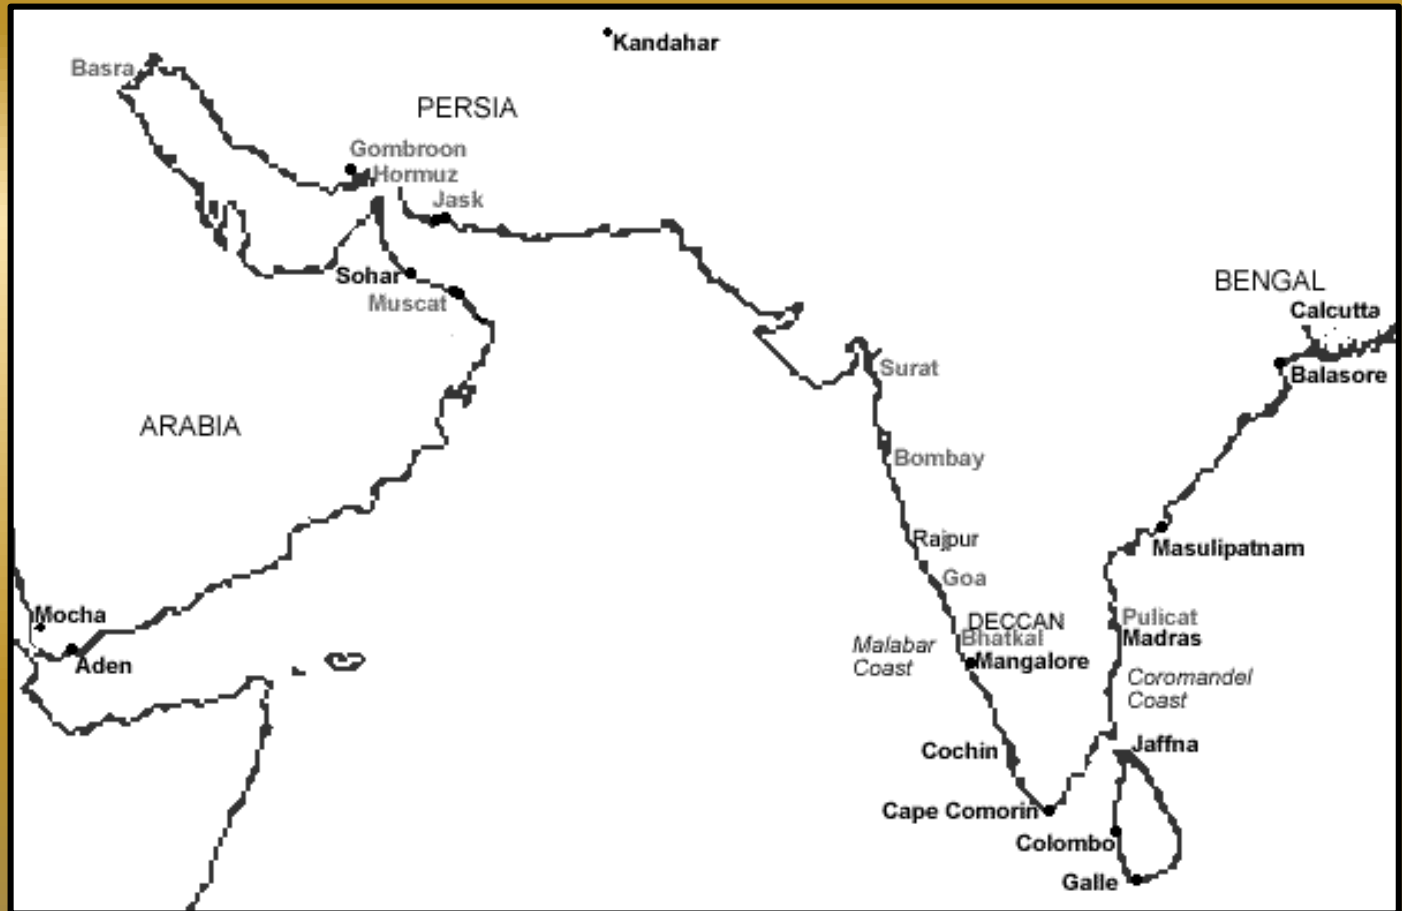 Kandahar
Basra
PERSIA
Gombroon
Hormuz
Jask
Sohar
Muscat
BENGAL
Calcutta
Surat
Balasore
ARABIA
Bombay
Rajpur
Masulipatnam
Goa
Mocha
DECCAN
Pulicat
Bhatkal
Madras
Malabar
Coast
Mangalore
Aden
Coromandel
Coast
Cochin
Jaffna
Cape Comorin
Colombo
Galle